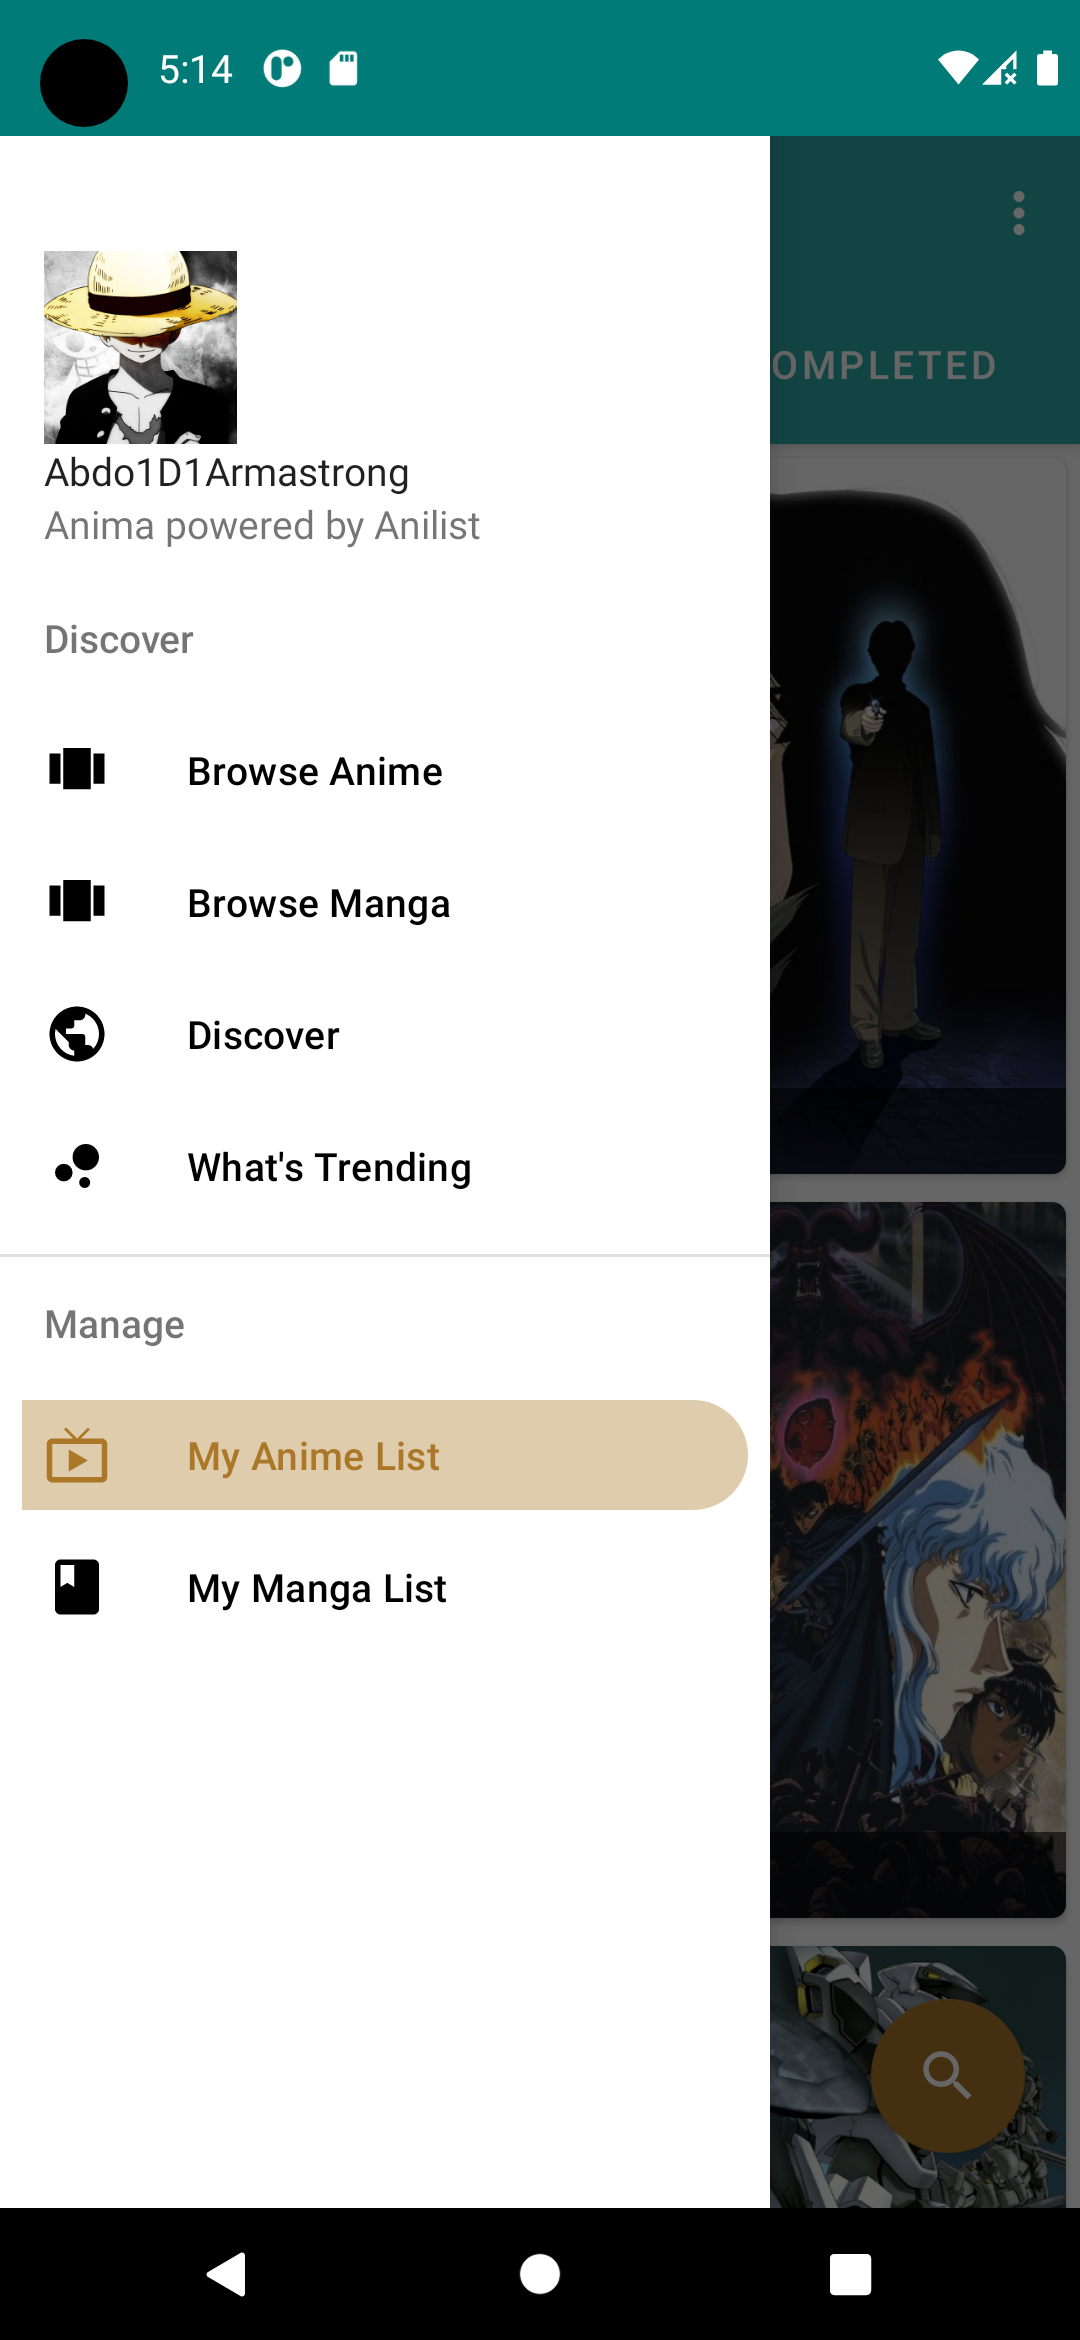 5:14
OMPLETED
Abdo1D1Armastrong
Anima powered by Anilist
Discover
Browse Anime
Browse Manga
Discover
What's Trending
Manage
My Anime List
My Manga List